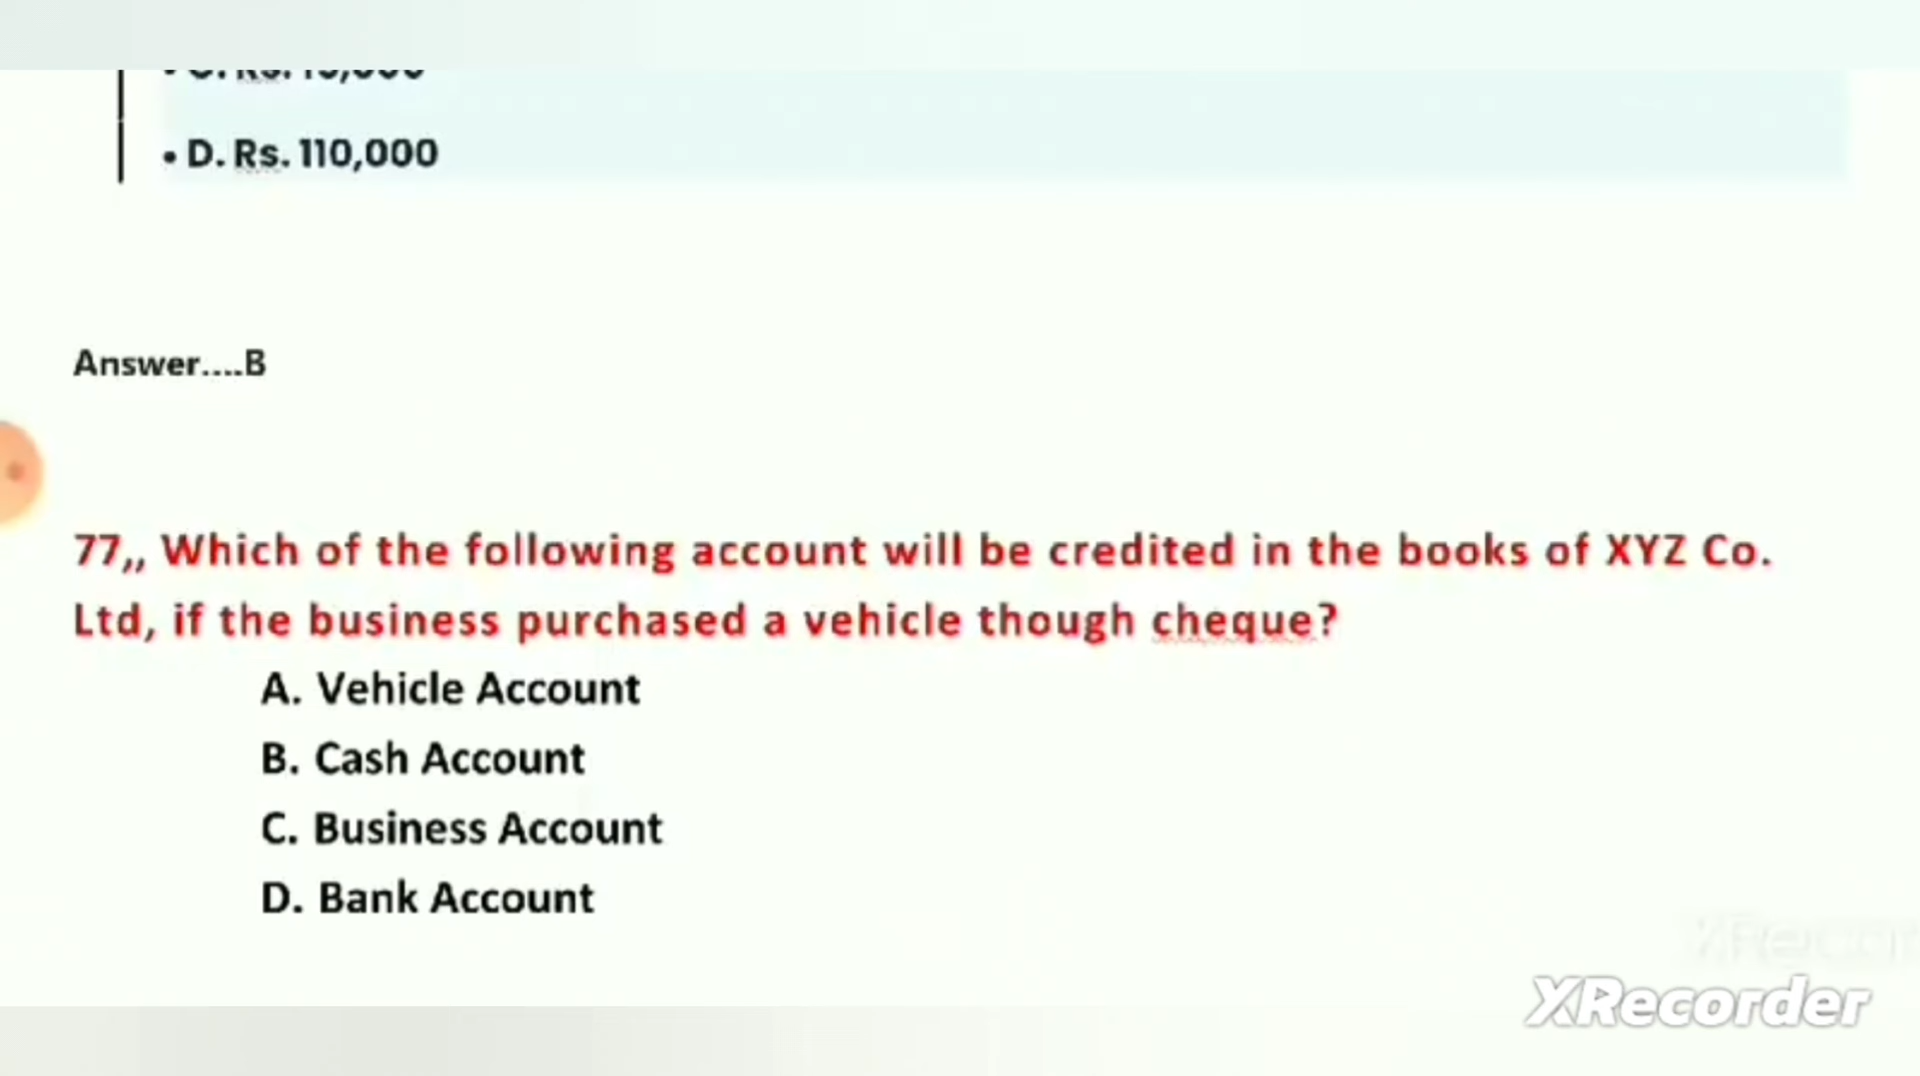 • D. Rs. 110,000
Answer....B
77,, Which of the following account will be credited in the books of XYZ Co.
Ltd, if the business purchased a vehicle though cheque?
A. Vehicle Account
B. Cash Account
C. Business Account
D. Bank Account
XRecorder